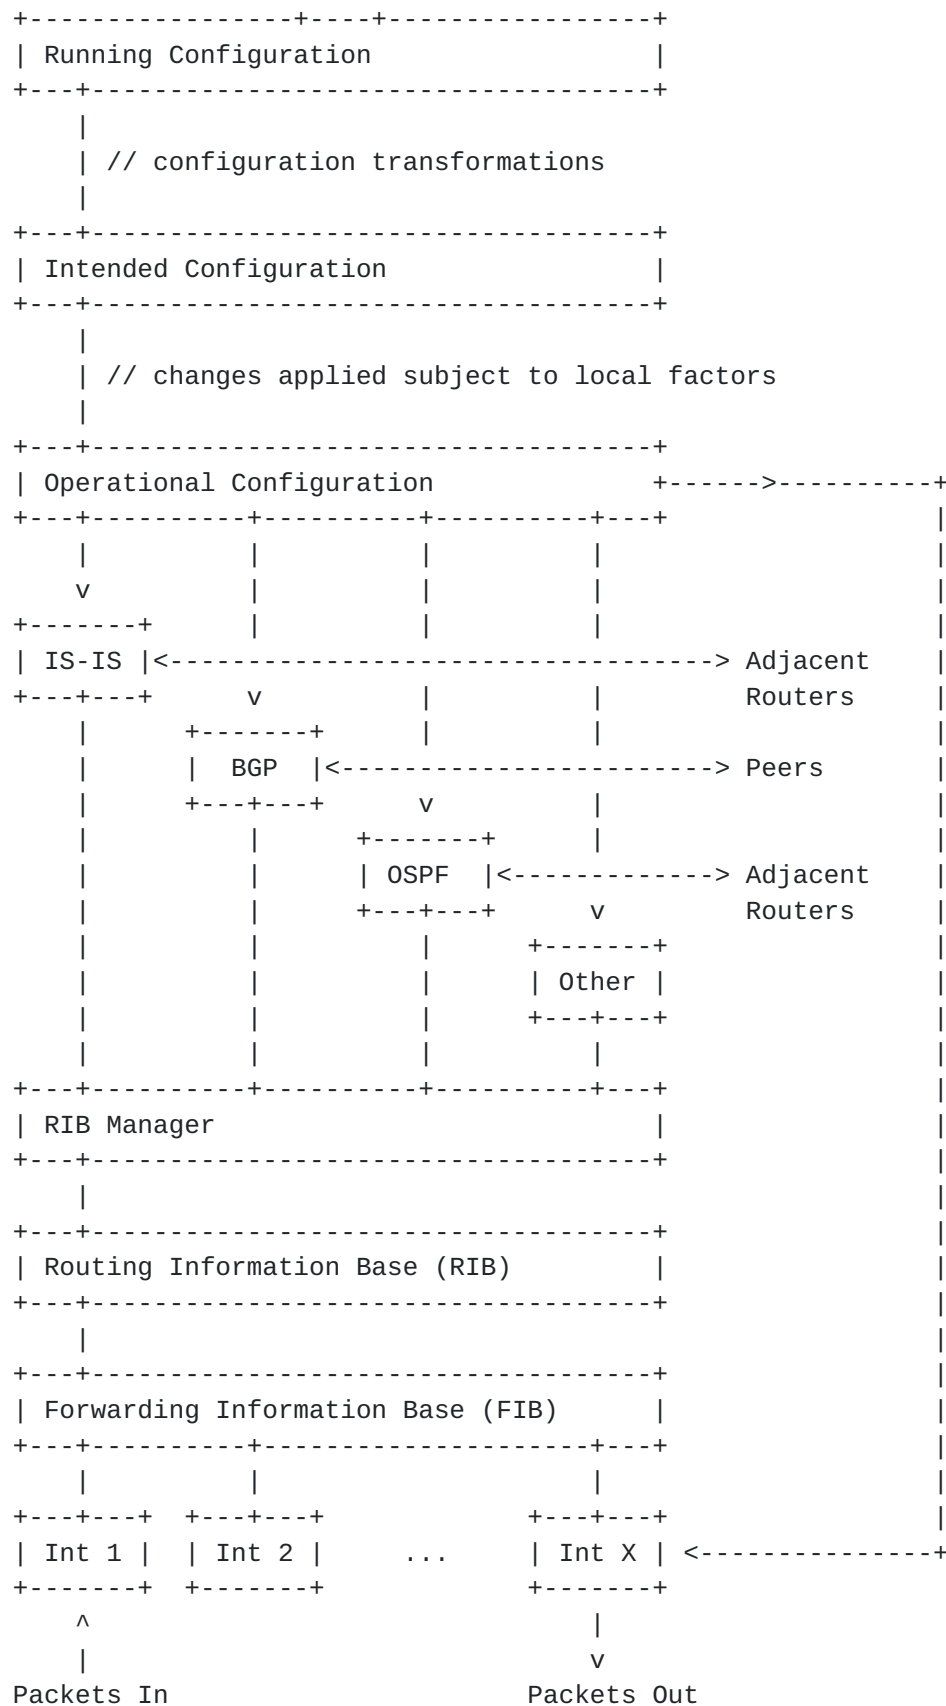 Running Configuration
// configuration transformations
Intended Configuration
// changes applied subject to local factors
Operational Configuration
v
IS-IS Adjacent
v Routers
BGP Peers
v
OSPF Adjacent
v Routers
Other
RIB Manager
Routing Information Base (RIB)
Forwarding Information Base (FIB)
Int 1 Int 2 ... Int X
v
Packets In Packets Out